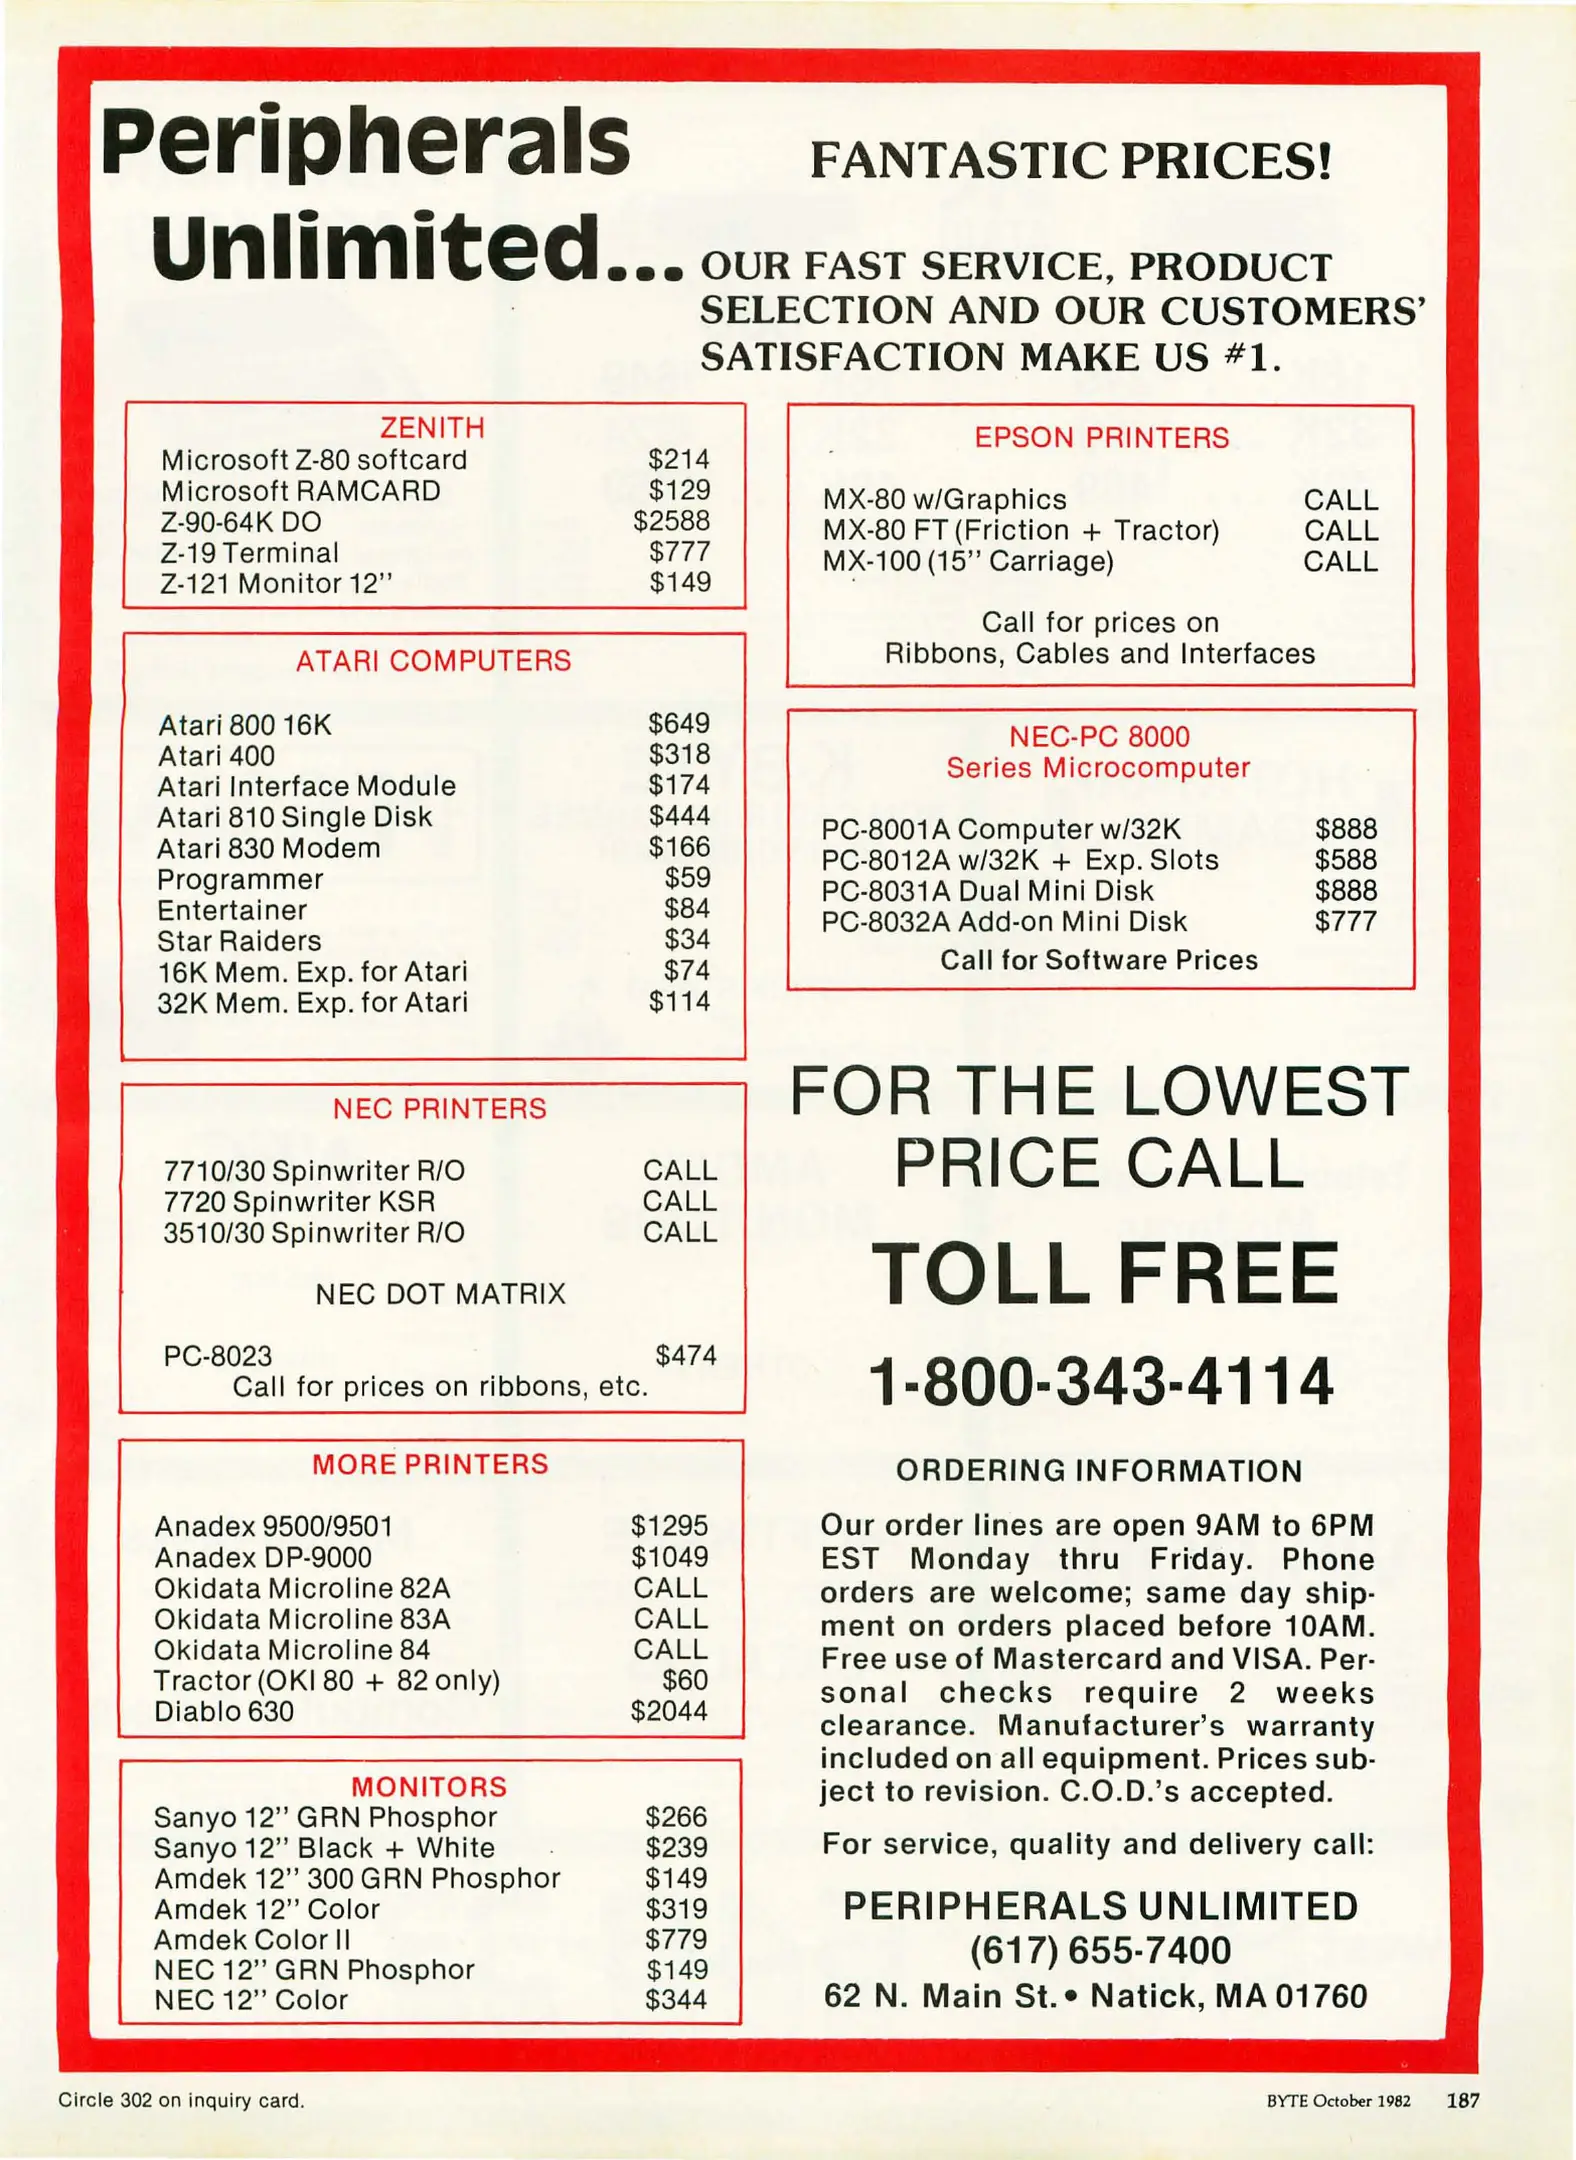 Peripherals
Unlimited...
FANTASTIC PRICES!
OUR FAST SERVICE, PRODUCT
SELECTION AND OUR CUSTOMERS'
SATISFACTION MAKE US #1.
ZENITH
Microsoft Z-80 softcard $214
Microsoft RAMCARD $129
Z-90-64K DO $2588
Z-19 Terminal $777
Z-121 Monitor 12" $149
ATARI COMPUTERS
Atari 800 16K $649
Atari 400 $318
Atari Interface Module $174
Atari 810 Single Disk $444
Atari 830 Modem $166
Programmer $59
Entertainer $84
Star Raiders $34
16K Mem. Exp. for Atari $74
32K Mem. Exp. for Atari $114
NEC PRINTERS
7710/30 Spinwriter R/O CALL
7720 Spinwriter KSR CALL
3510/30 Spinwriter R/O CALL
NEC DOT MATRIX
PC-8023 $474
Call for prices on ribbons, etc.
MORE PRINTERS
Anadex 9500/9501 $1295
Anadex DP-9000 $1049
Okidata Microline 82A CALL
Okidata Microline 83A CALL
Okidata Microline 84 CALL
Tractor (OKI 80 + 82 only) $60
Diablo 630 $2044
MONITORS
Sanyo 12" GRN Phosphor $266
Sanyo 12" Black + White $239
Amdek 12" 300 GRN Phosphor $149
Amdek 12" Color $319
Amdek Color II $779
NEC 12" GRN Phosphor $149
NEC 12" Color $344
EPSON PRINTERS
MX-80 w/Graphics CALL
MX-80 FT (Friction + Tractor) CALL
MX-100 (15" Carriage) CALL
Call for prices on
Ribbons, Cables and Interfaces
NEC-PC 8000
Series Microcomputer
PC-8001A Computer w/32K $888
PC-8012A w/32K + Exp. Slots $588
PC-8031A Dual Mini Disk $888
PC-8032A Add-on Mini Disk $777
Call for Software Prices
FOR THE LOWEST
PRICE CALL
TOLL FREE
1-800-343-4114
ORDERING INFORMATION
Our order lines are open 9AM to 6PM
EST Monday thru Friday. Phone
orders are welcome; same day ship-
ment on orders placed before 10AM.
Free use of Mastercard and VISA. Per-
sonal checks require 2 weeks
clearance. Manufacturer's warranty
included on all equipment. Prices sub-
ject to revision. C.O.D.'s accepted.
For service, quality and delivery call:
PERIPHERALS UNLIMITED
(617) 655-7400
62 N. Main St. • Natick, MA 01760
Circle 302 on inquiry card.
BYTE October 1982 187